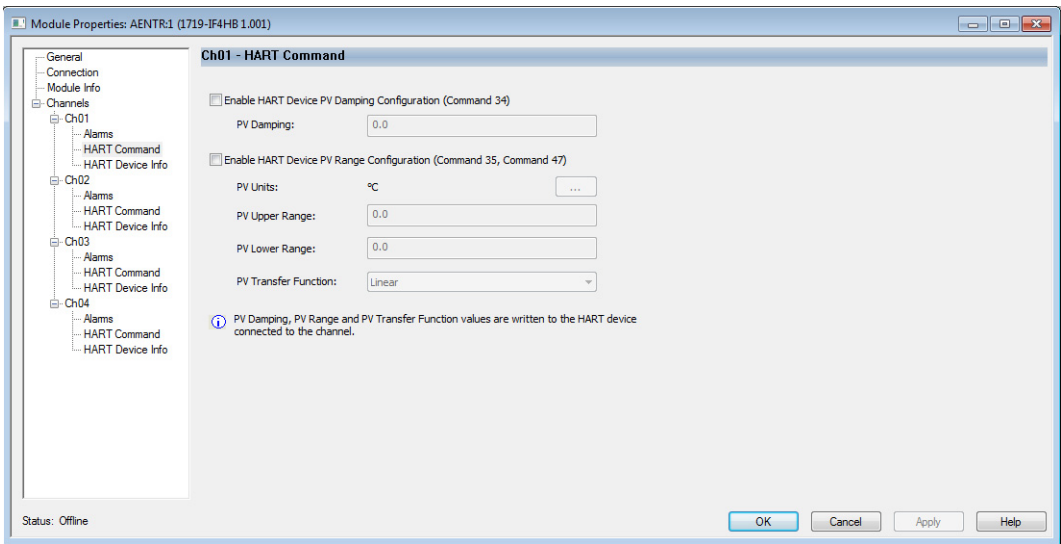 Module Properties: AENTR:1 (1719-IF4HB 1.001)
General
Connection
Module Info
Channels
Ch01
Alarms
HART Command
HART Device Info
Ch02
Alarms
HART Command
HART Device Info
Ch03
Alarms
HART Command
HART Device Info
Ch04
Alarms
HART Command
HART Device Info
Ch01 - HART Command
Enable HART Device PV Damping Configuration (Command 34)
PV Damping: 0.0
Enable HART Device PV Range Configuration (Command 35, Command 47)
PV Units: °C ...
PV Upper Range: 0.0
PV Lower Range: 0.0
PV Transfer Function: Linear
PV Damping, PV Range and PV Transfer Function values are written to the HART device
connected to the channel.
Status: Offline
OK Cancel Apply Help